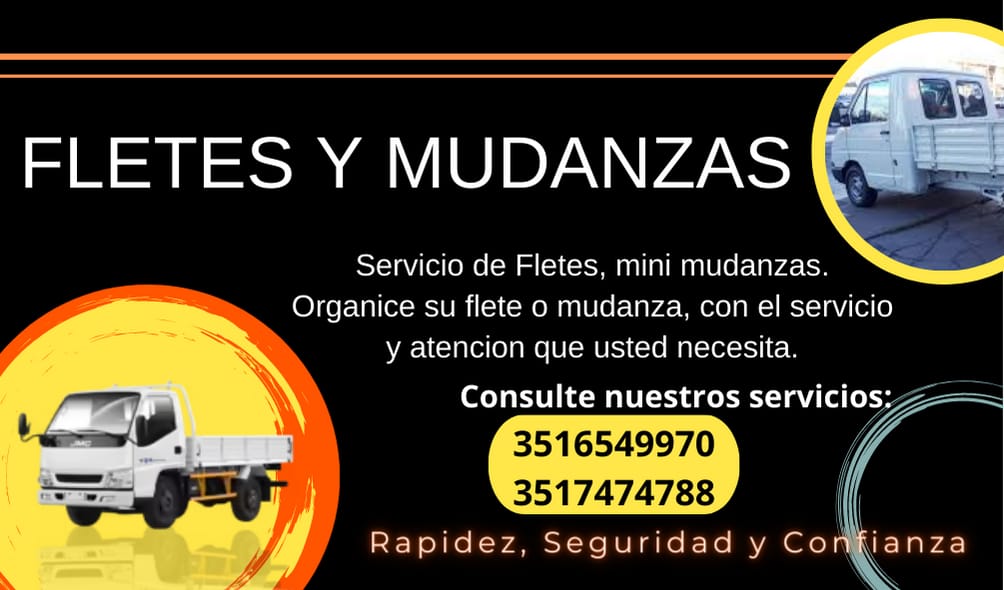 FLETES Y MUDANZAS
Servicio de Fletes, mini mudanzas.
Organice su flete o mudanza, con el servicio
y atencion que usted necesita.
Consulte nuestros servicios:
3516549970
3517474788
Rapidez, Seguridad y Confianza
JMC